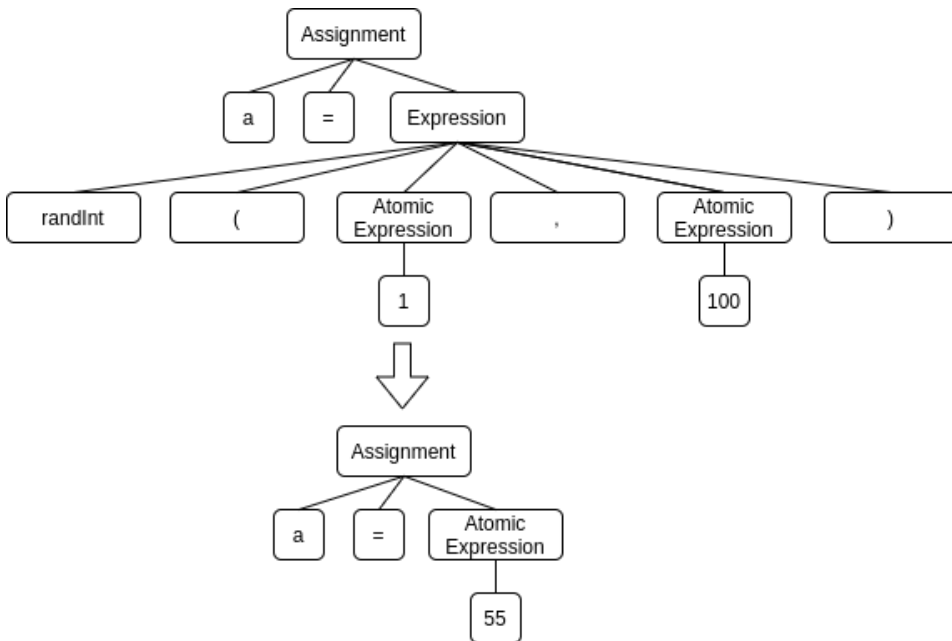 Assignment
a
=
Expression
randInt
(
Atomic
Expression
,
Atomic
Expression
)
1
100
Assignment
a
=
Atomic
Expression
55